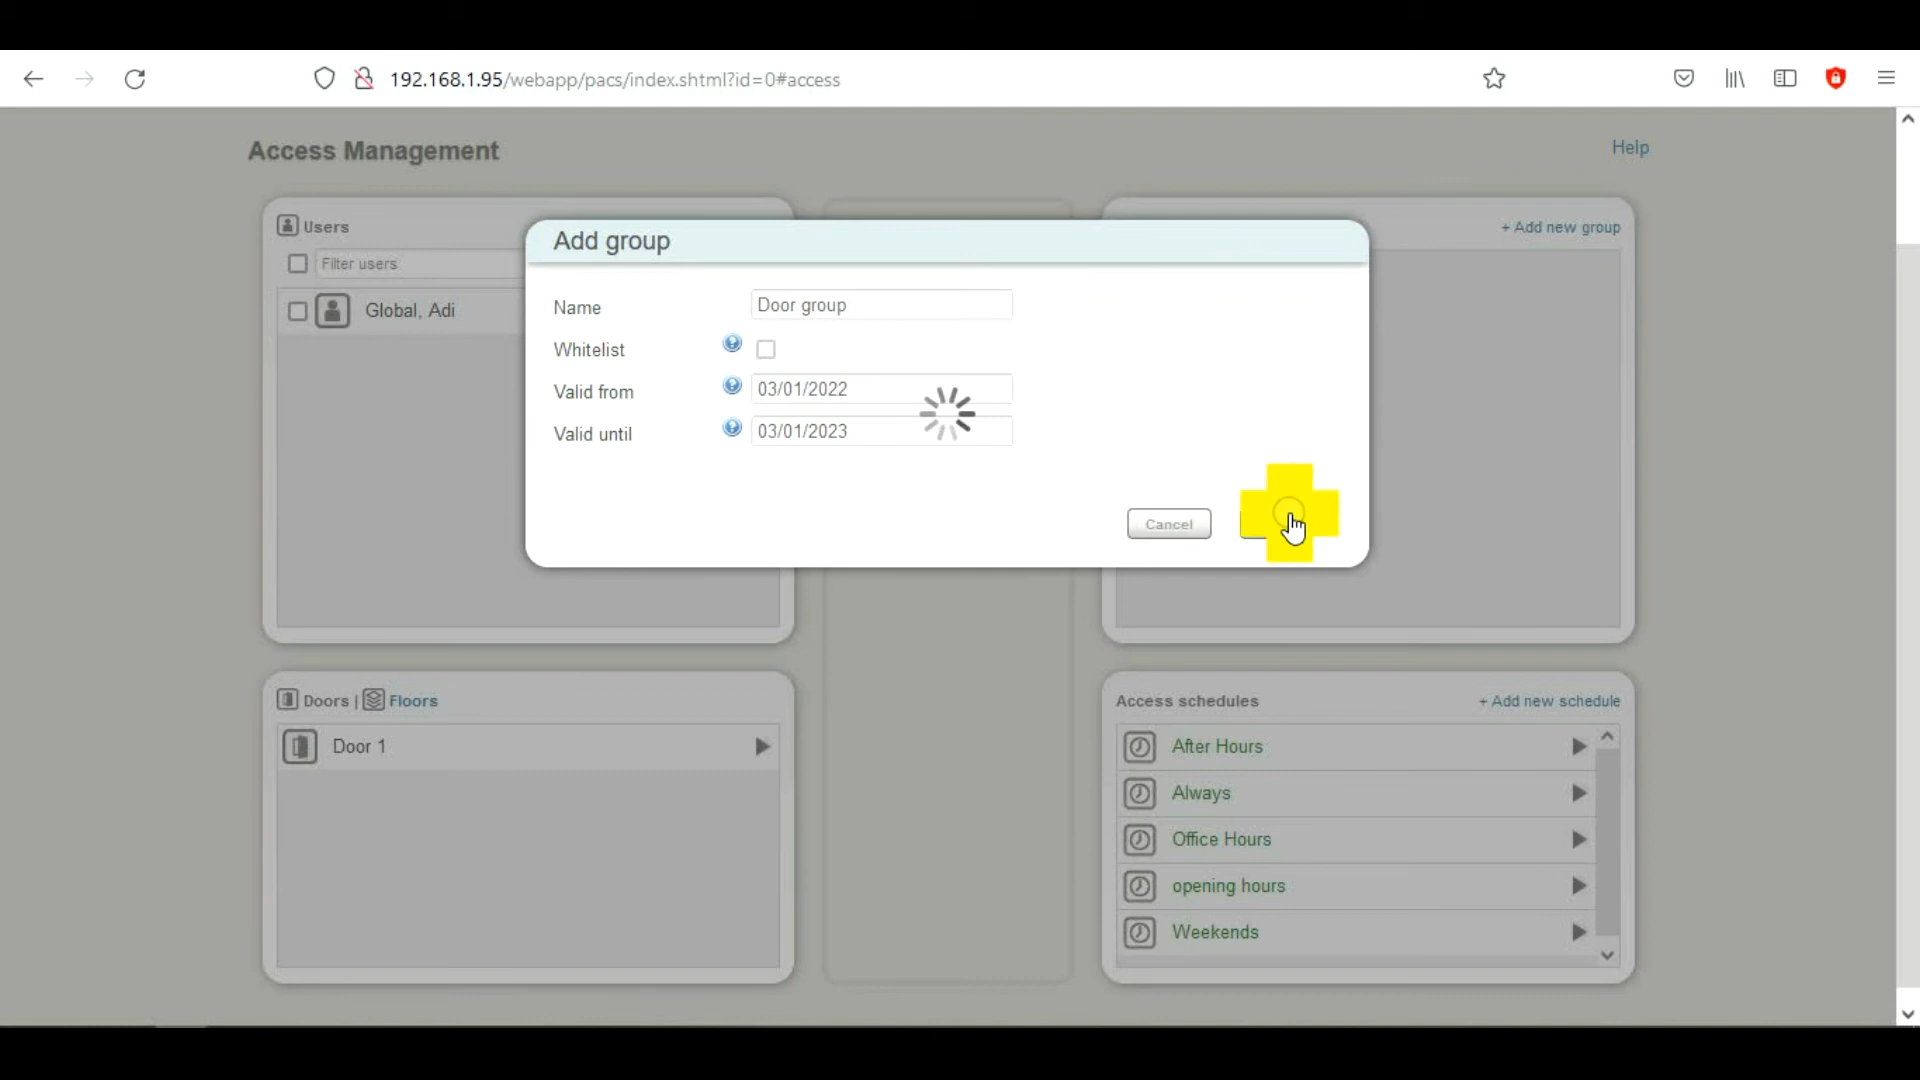 192.168.1.95/webapp/pacs/index.shtml?id=0#access
Access Management
Help
Users
+ Add new group
Filter users
Global, Adi
Add group
Name
Door group
Whitelist
Valid from
03/01/2022
Valid until
03/01/2023
Cancel
Doors | Floors
Door 1
Access schedules
+ Add new schedule
After Hours
Always
Office Hours
opening hours
Weekends